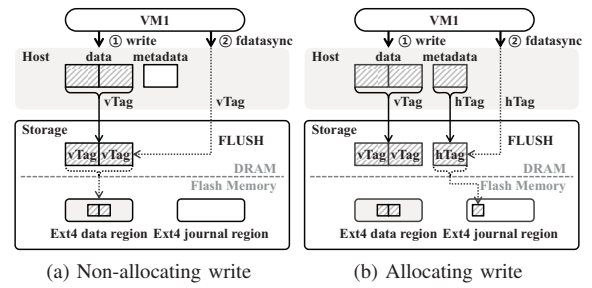 VM1
① write
② fdatasync
Host
data
metadata
vTag
vTag
Storage
FLUSH
vTag
vTag
DRAM
Flash Memory
Ext4 data region
Ext4 journal region
(a) Non-allocating write
VM1
① write
② fdatasync
Host
data
metadata
vTag
hTag
hTag
Storage
FLUSH
vTag
vTag
hTag
DRAM
Flash Memory
Ext4 data region
Ext4 journal region
(b) Allocating write